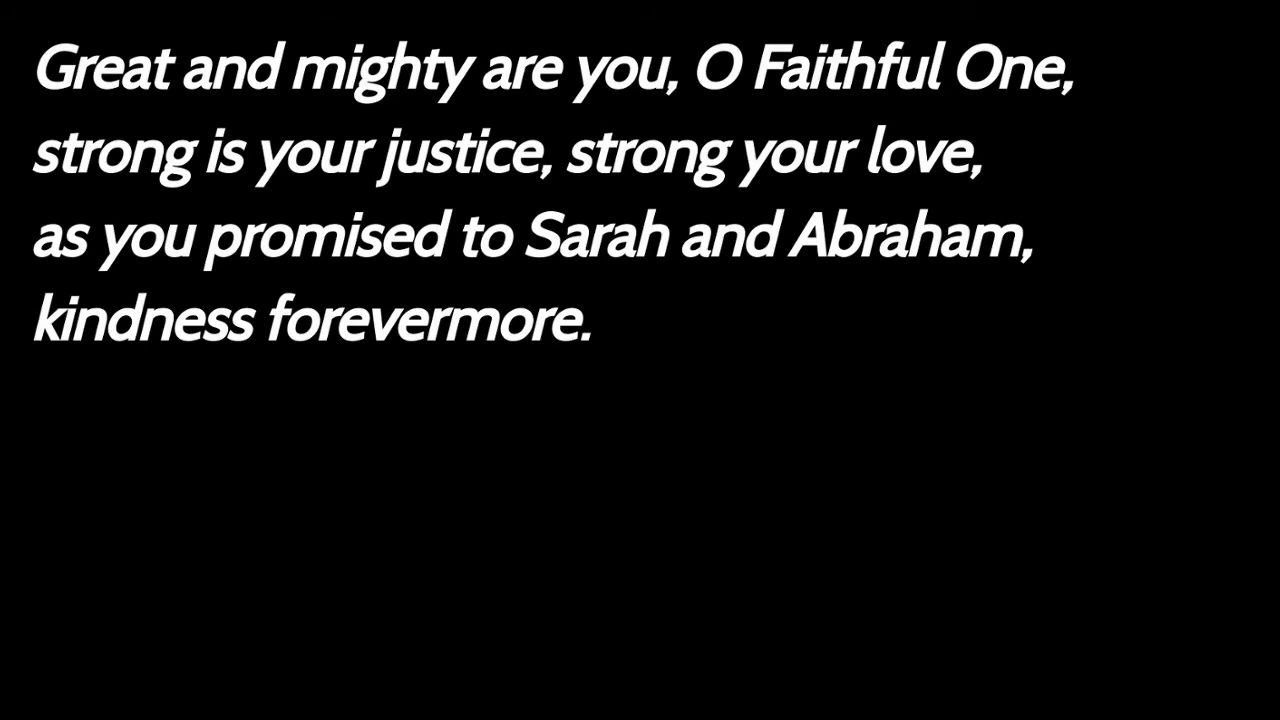 Great and mighty are you, O Faithful One,
strong is your justice, strong your love,
as you promised to Sarah and Abraham,
kindness forevermore.